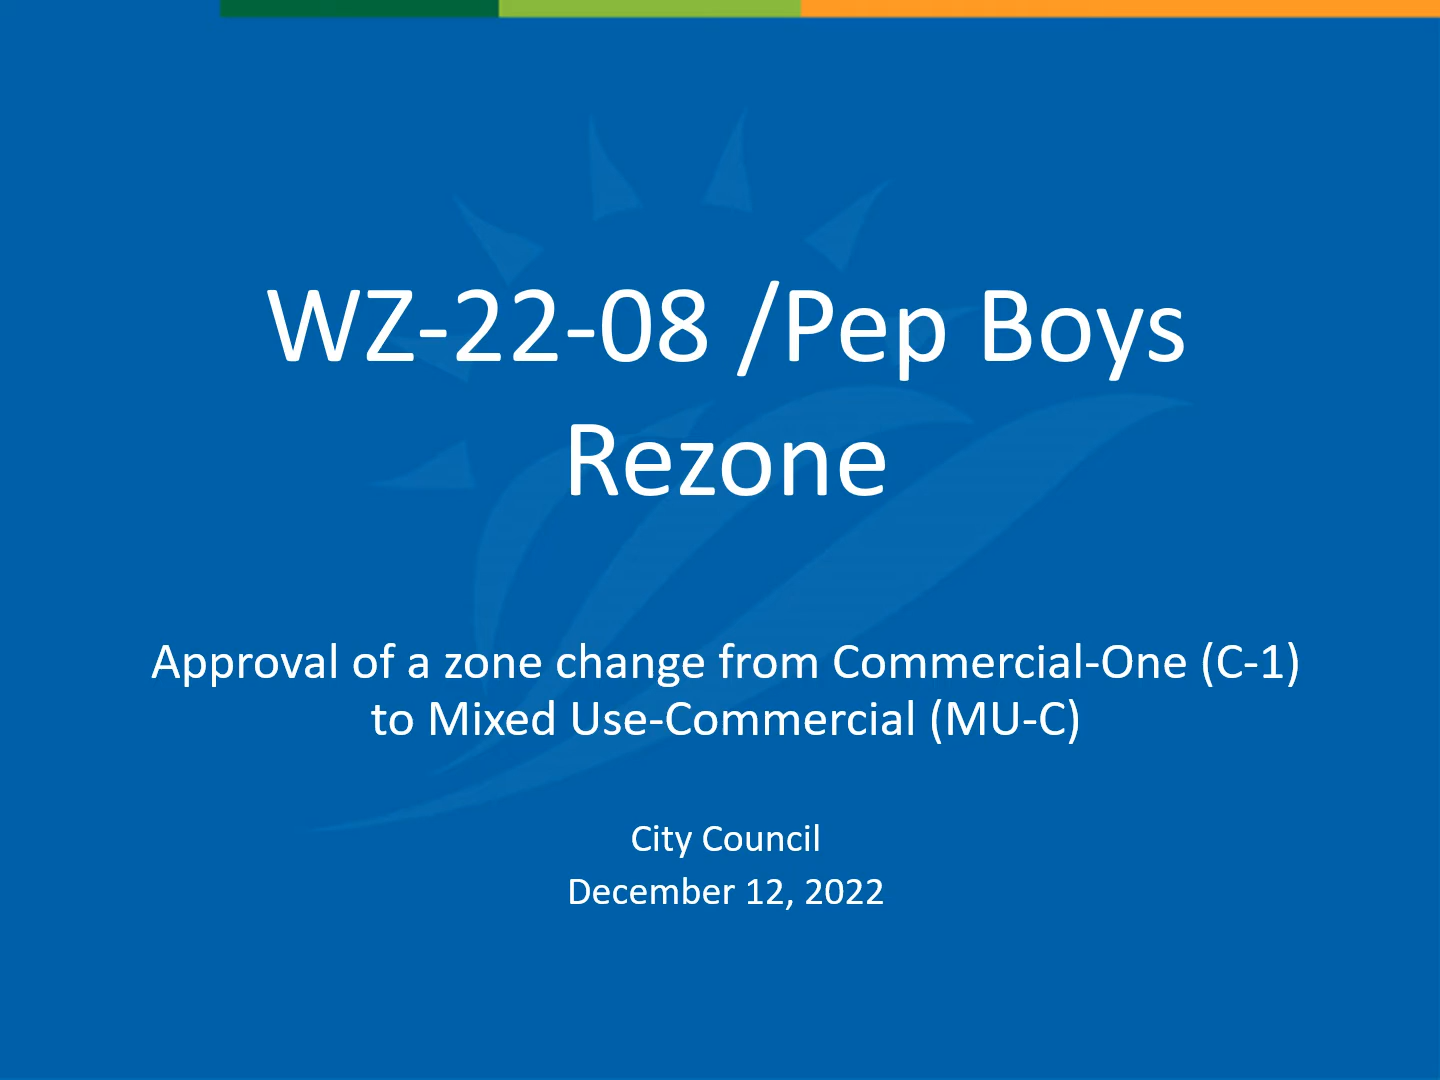 WZ-22-08 /Pep Boys
Rezone
Approval of a zone change from Commercial-One (C-1)
to Mixed Use-Commercial (MU-C)
City Council
December 12, 2022